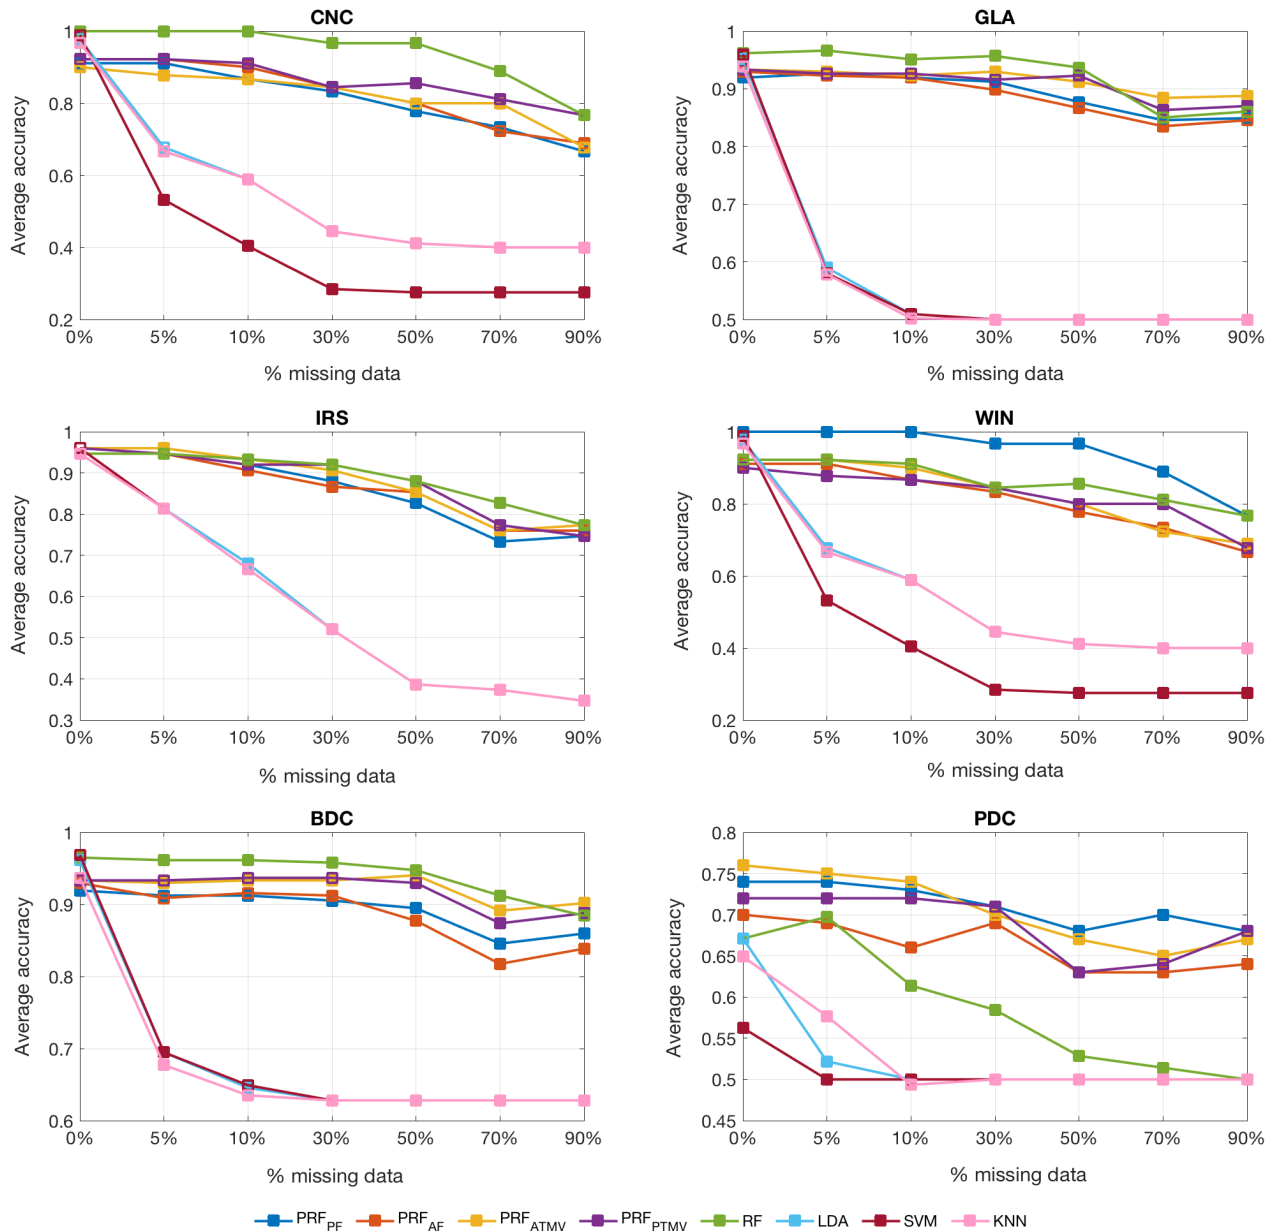 CNC
1
0.8
0.6
0.4
0.2
Average accuracy
0% 5% 10% 30% 50% 70% 90%
% missing data
GLA
1
0.9
0.8
0.7
0.6
0.5
Average accuracy
0% 5% 10% 30% 50% 70% 90%
% missing data
IRS
1
0.9
0.8
0.7
0.6
0.5
0.4
0.3
Average accuracy
0% 5% 10% 30% 50% 70% 90%
% missing data
WIN
1
0.8
0.6
0.4
0.2
Average accuracy
0% 5% 10% 30% 50% 70% 90%
% missing data
BDC
1
0.9
0.8
0.7
0.6
Average accuracy
0% 5% 10% 30% 50% 70% 90%
% missing data
PDC
0.8
0.75
0.7
0.65
0.6
0.55
0.5
0.45
Average accuracy
0% 5% 10% 30% 50% 70% 90%
% missing data
PRF_PF PRF_AF PRF_ATMV PRF_PTMV RF LDA SVM KNN